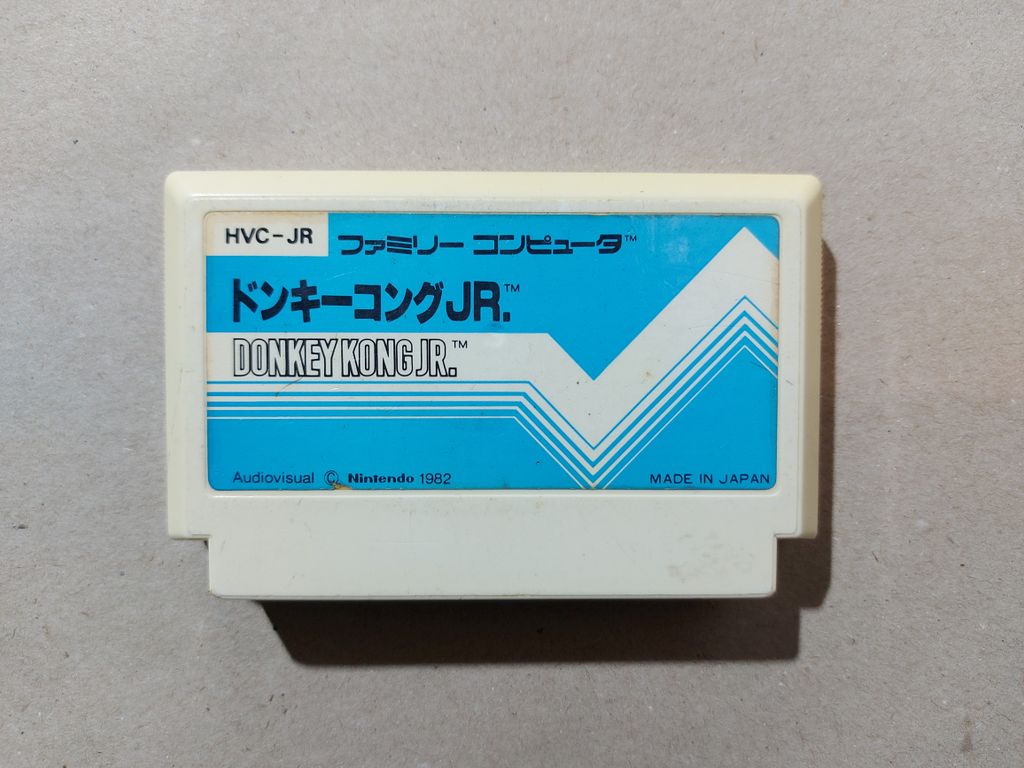 HVC-JR
ファミリー コンピュータ™
ドンキーコングJR.™
DONKEY KONG JR.™
Audiovisual © Nintendo 1982
MADE IN JAPAN